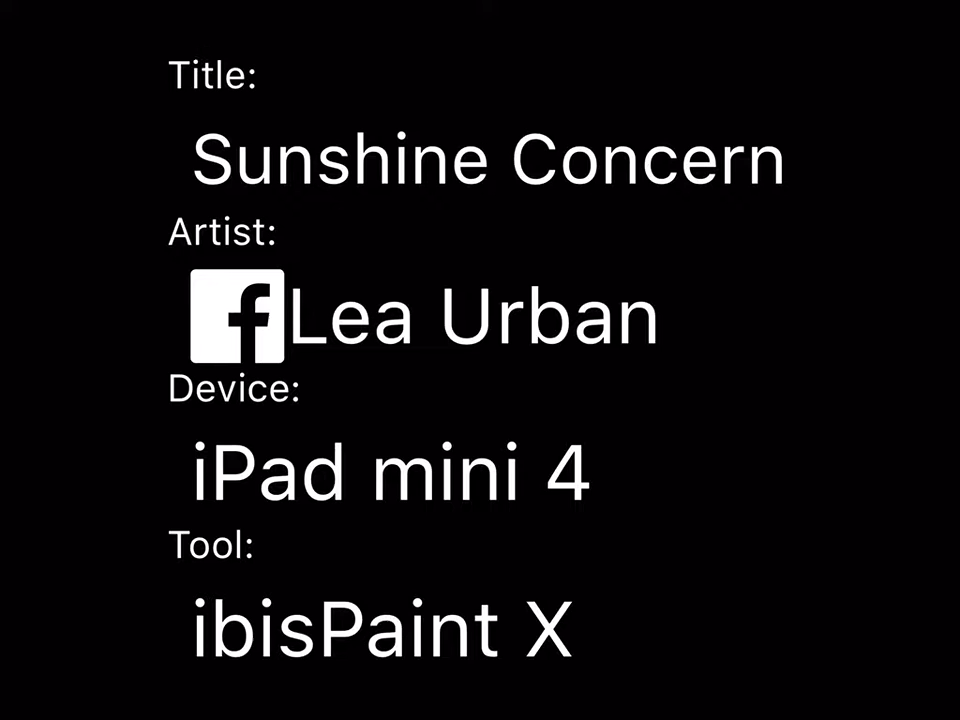 Title:
Sunshine Concern
Artist:
Lea Urban
Device:
iPad mini 4
Tool:
ibisPaint X